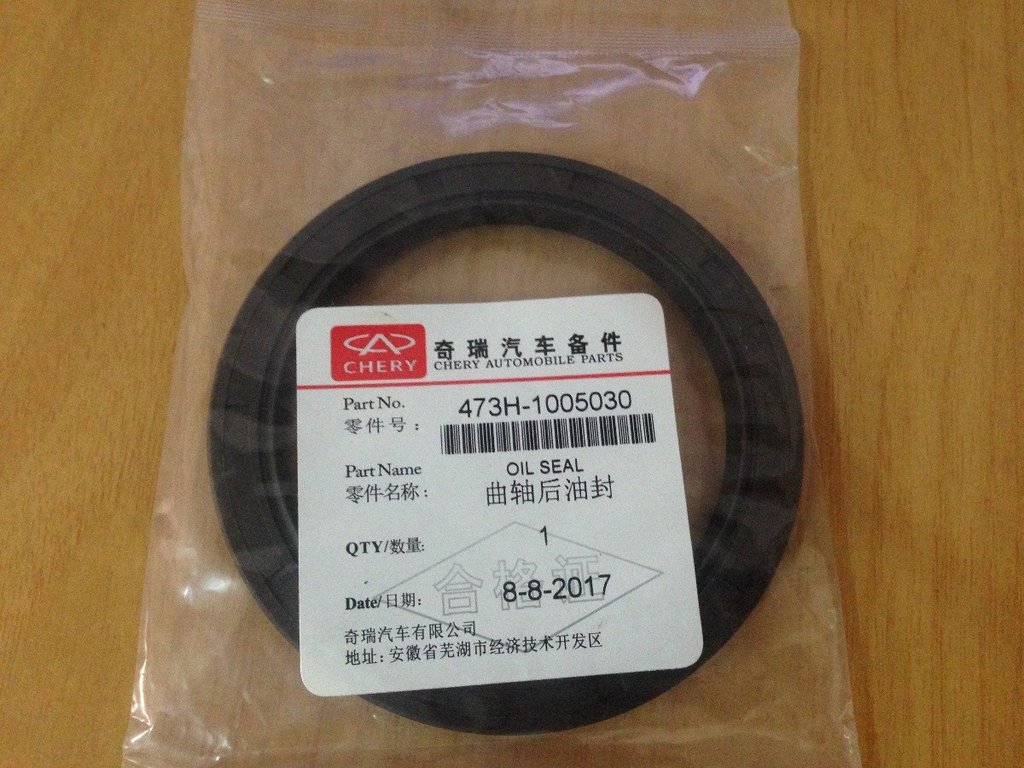 CHERY
奇瑞汽车备件
CHERY AUTOMOBILE PARTS
Part No.
473H-1005030
零件号：
Part Name
OIL SEAL
零件名称：
曲轴后油封
QTY/数量:
1
合格证
Date/日期:
8-8-2017
奇瑞汽车有限公司
地址:安徽省芜湖市经济技术开发区